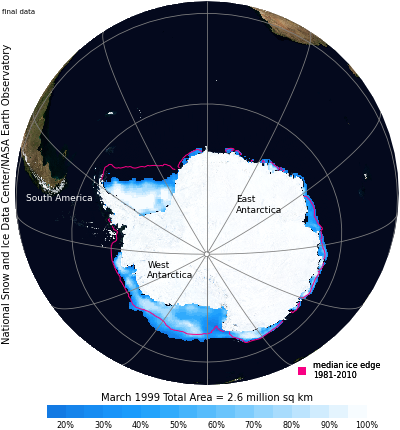 final data
National Snow and Ice Data Center/NASA Earth Observatory
South America
East
Antarctica
West
Antarctica
median ice edge
1981-2010
March 1999 Total Area = 2.6 million sq km
20% 30% 40% 50% 60% 70% 80% 90% 100%